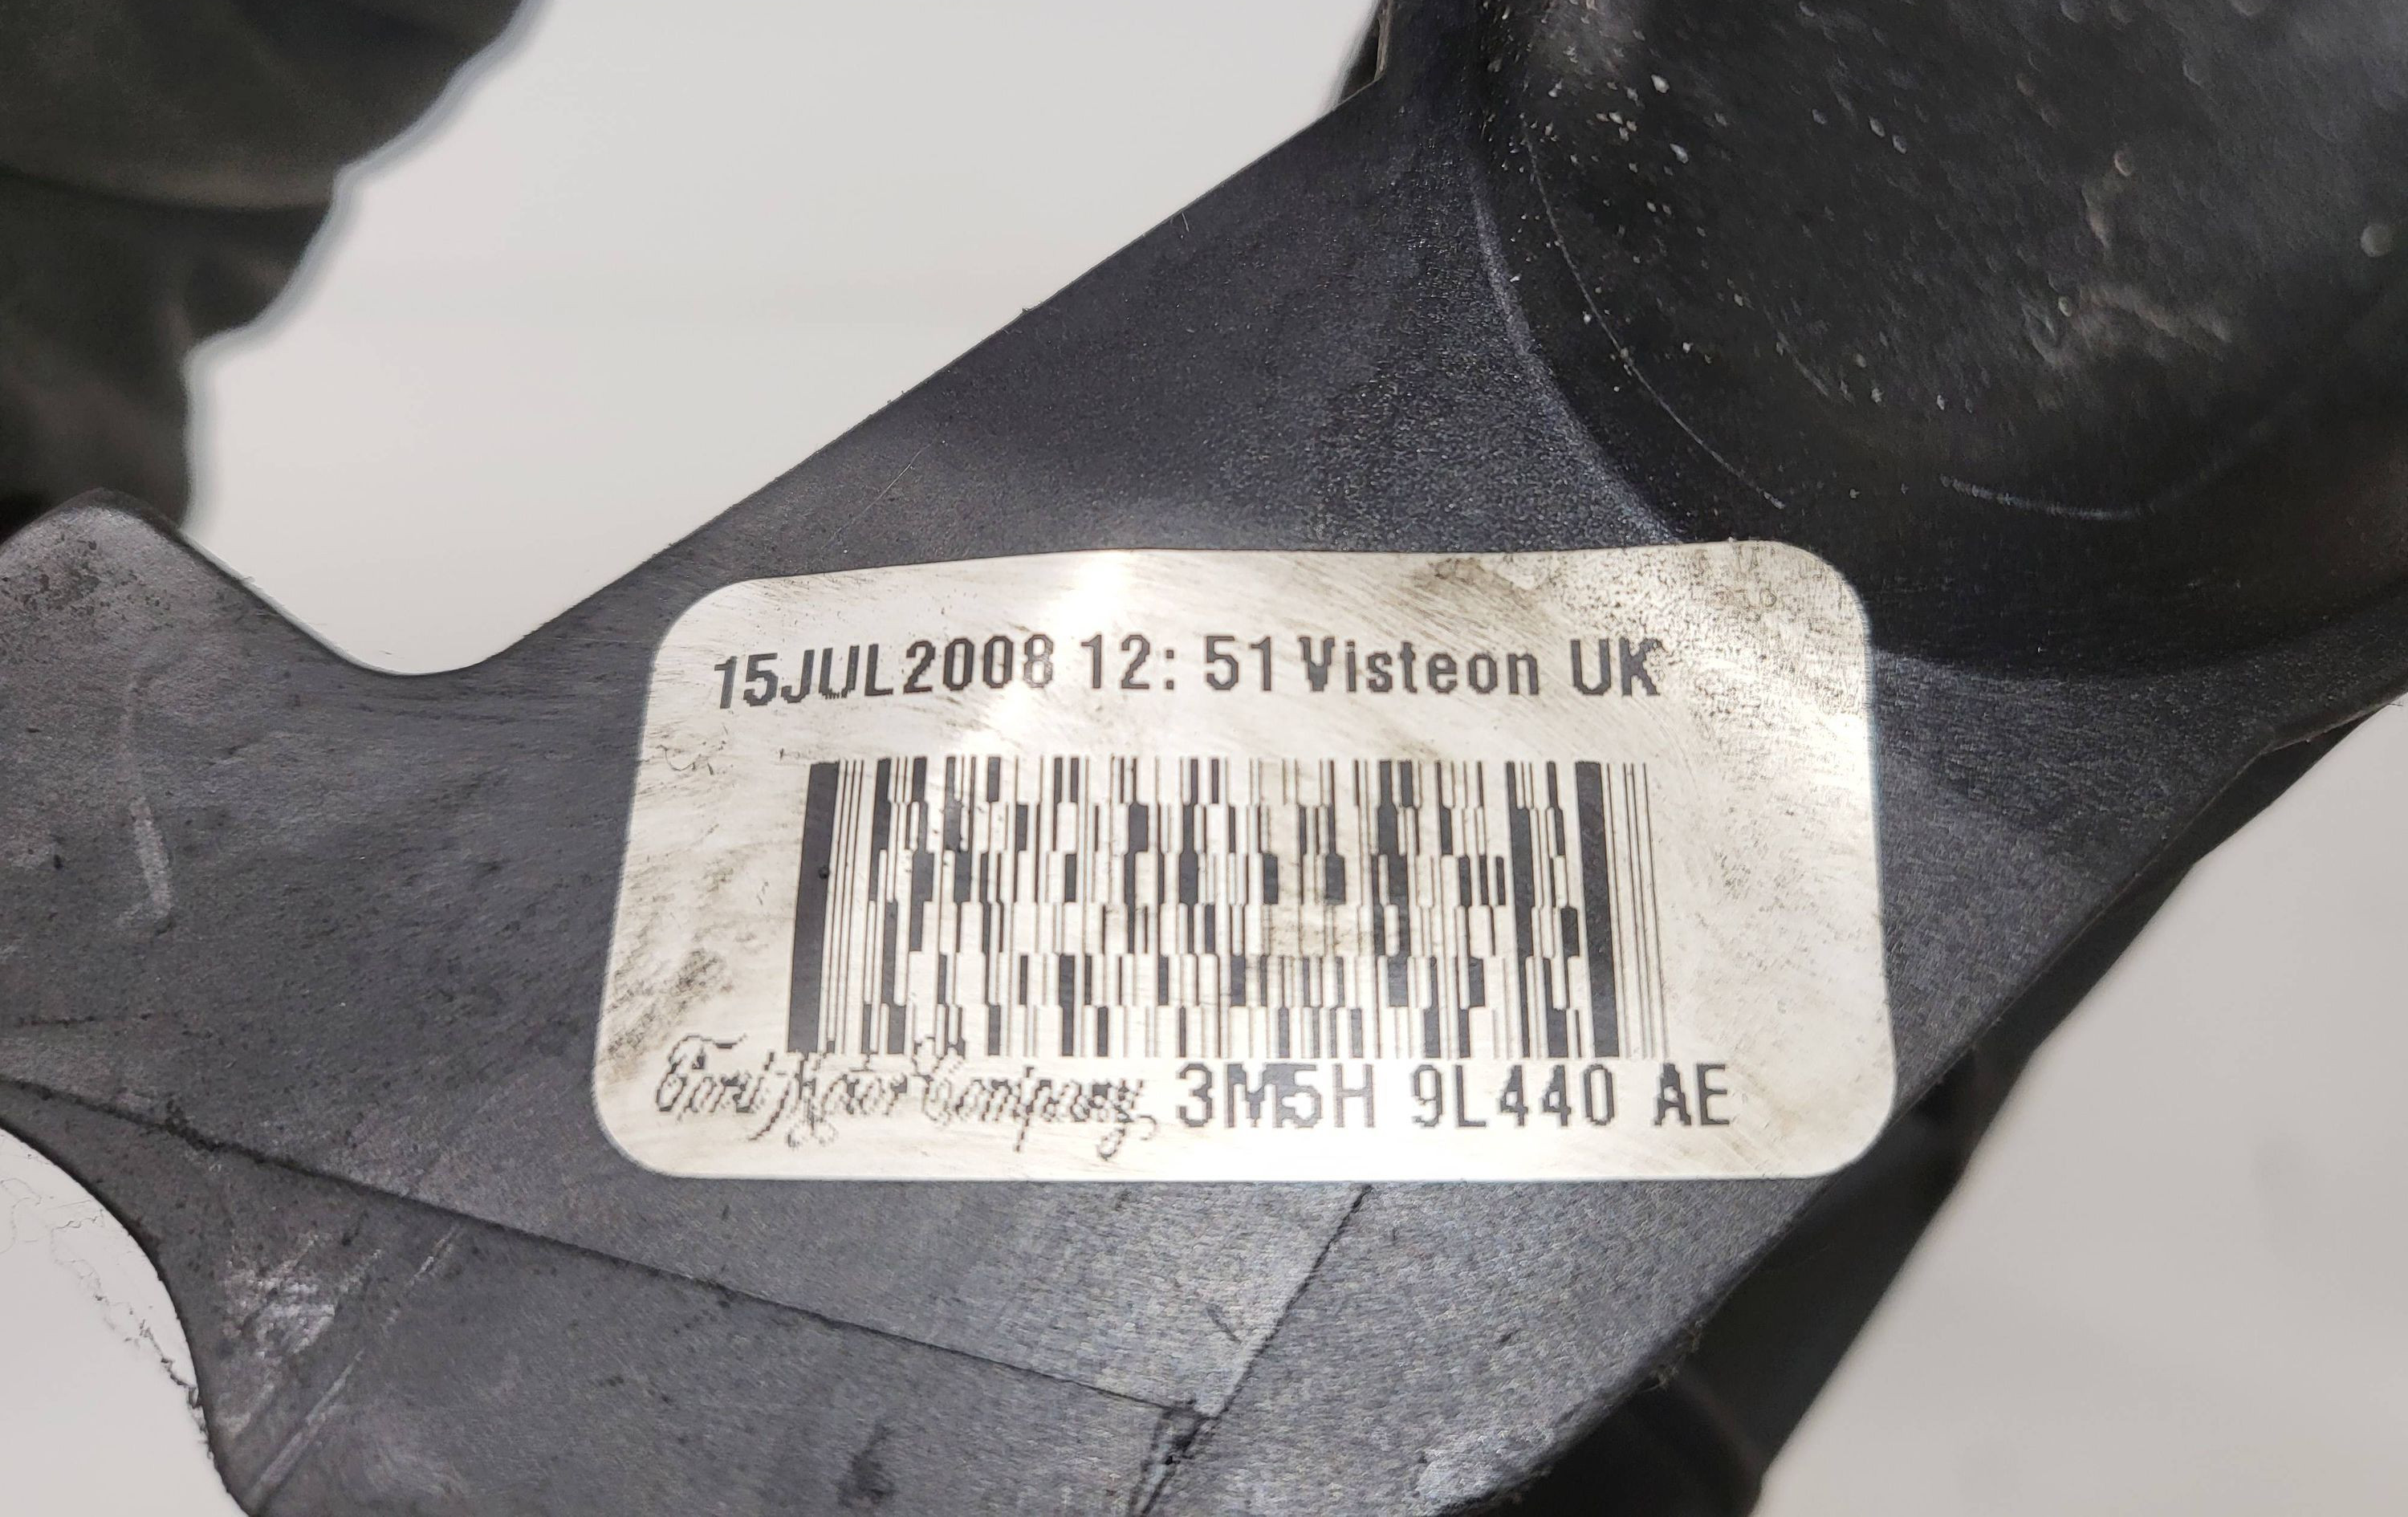 15JUL2008 12:51 Visteon UK
Ford Motor Company 3M5H 9L440 AE